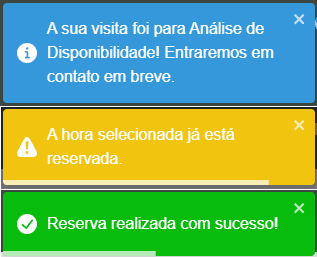 A sua visita foi para Análise de
Disponibilidade! Entraremos em
contato em breve.
A hora selecionada já está
reservada.
Reserva realizada com sucesso!